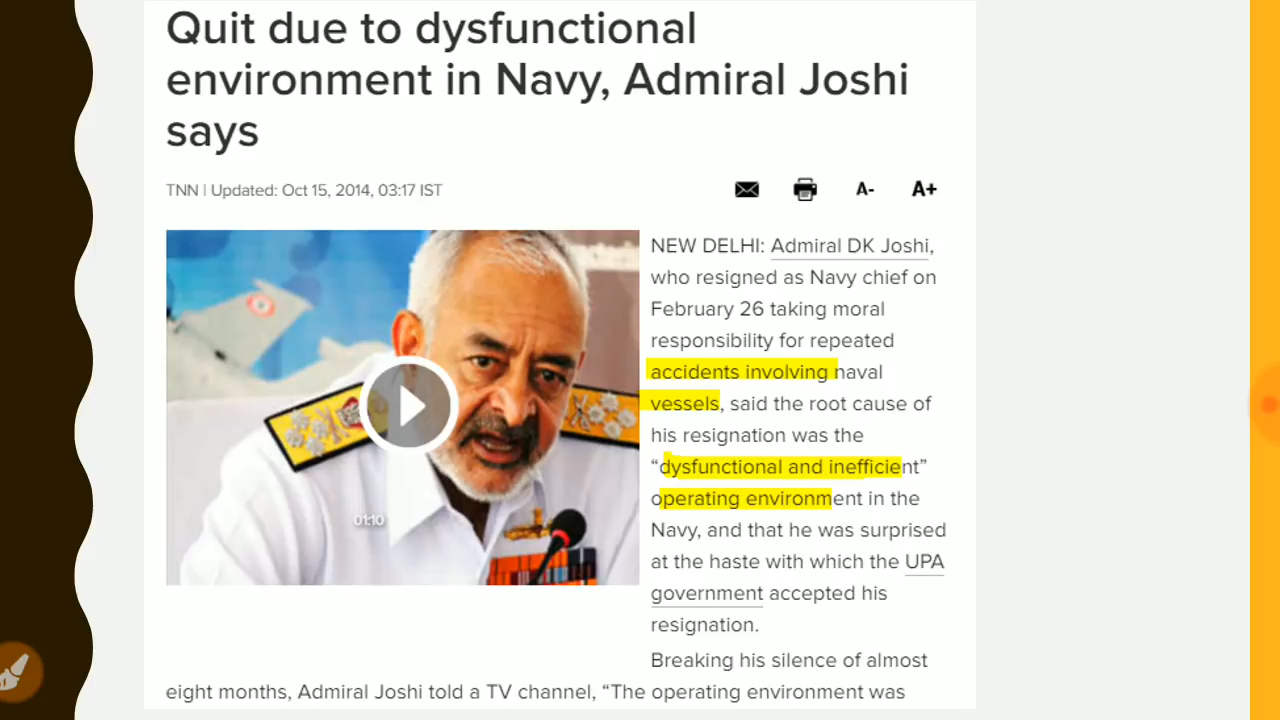 Quit due to dysfunctional
environment in Navy, Admiral Joshi
says
TNN | Updated: Oct 15, 2014, 03:17 IST
A-
A+
NEW DELHI: Admiral DK Joshi,
who resigned as Navy chief on
February 26 taking moral
responsibility for repeated
accidents involving naval
vessels, said the root cause of
his resignation was the
“dysfunctional and inefficient”
operating environment in the
Navy, and that he was surprised
at the haste with which the UPA
government accepted his
resignation.
01:10
Breaking his silence of almost
eight months, Admiral Joshi told a TV channel, “The operating environment was